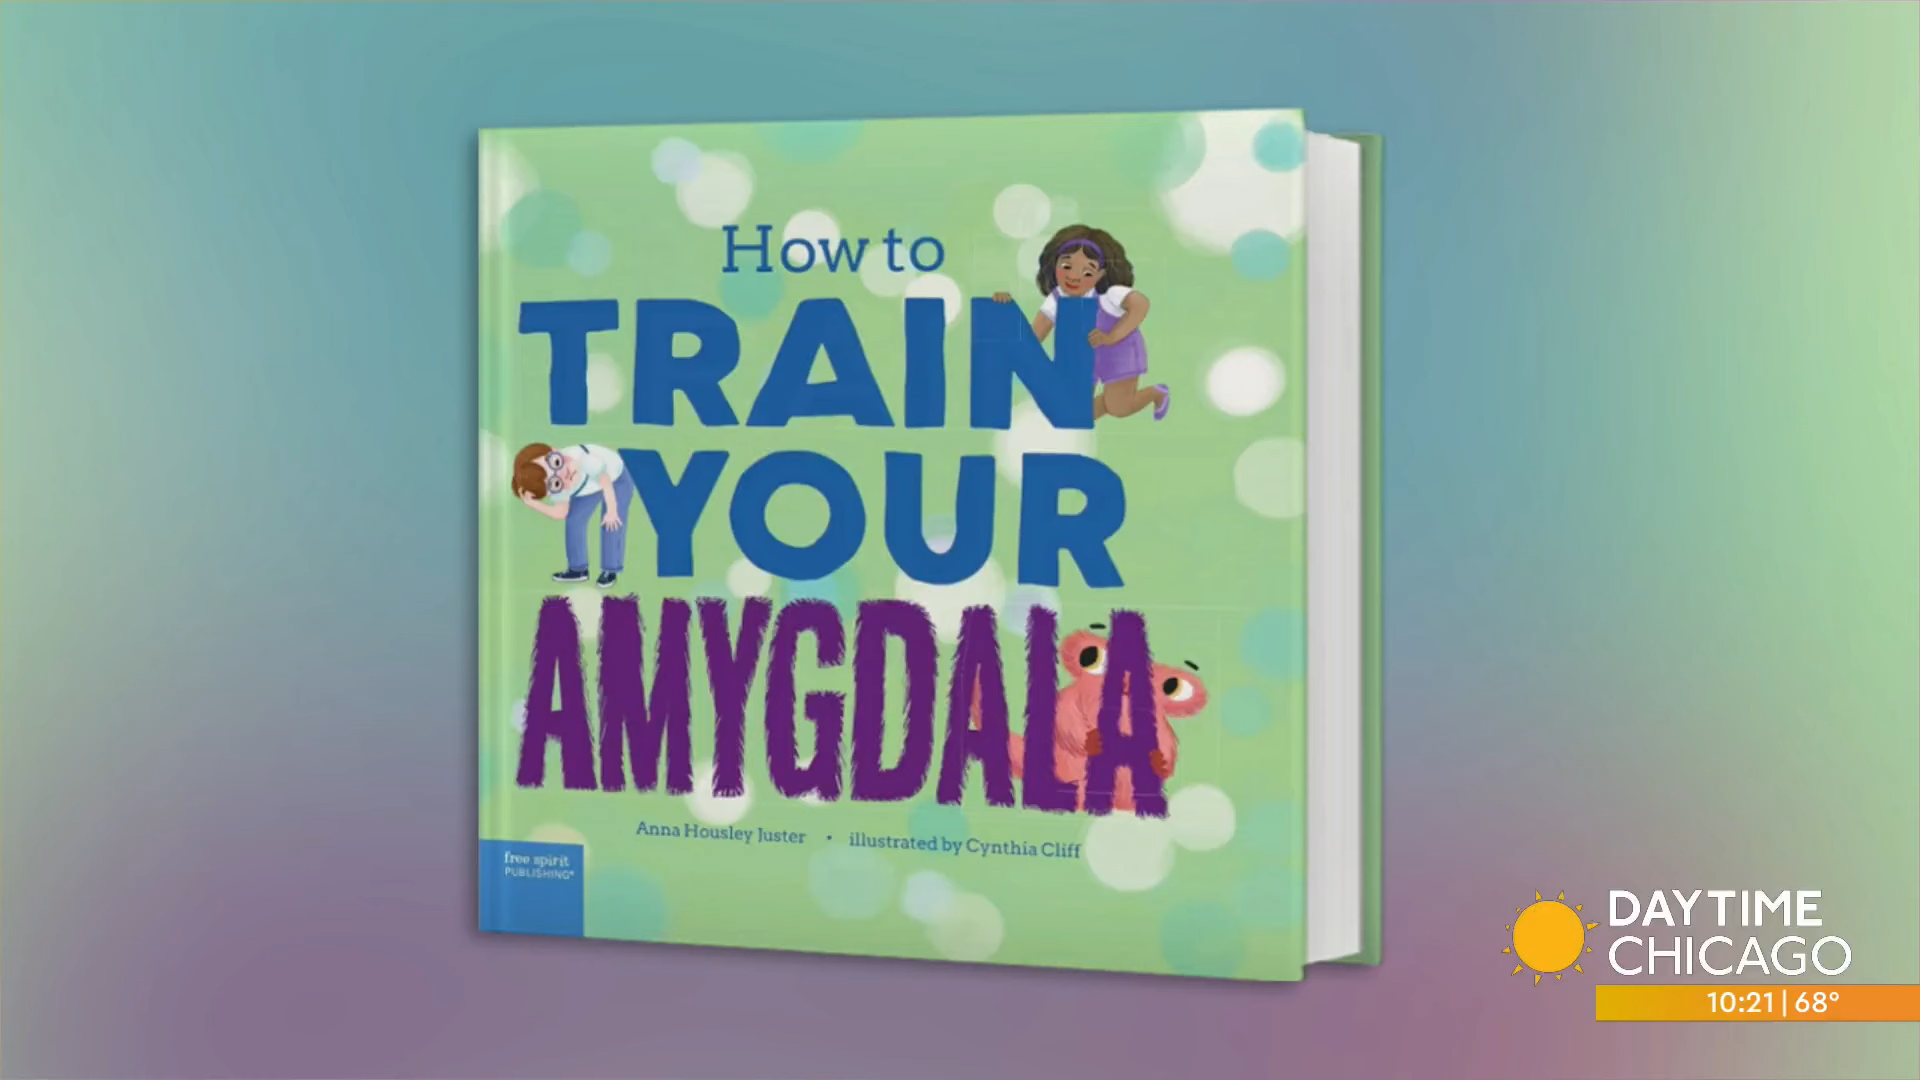 How to
TRAIN
YOUR
AMYGDALA
Anna Housley Juster • illustrated by Cynthia Cliff
free spirit
PUBLISHING®
DAYTIME
CHICAGO
10:21 | 68°